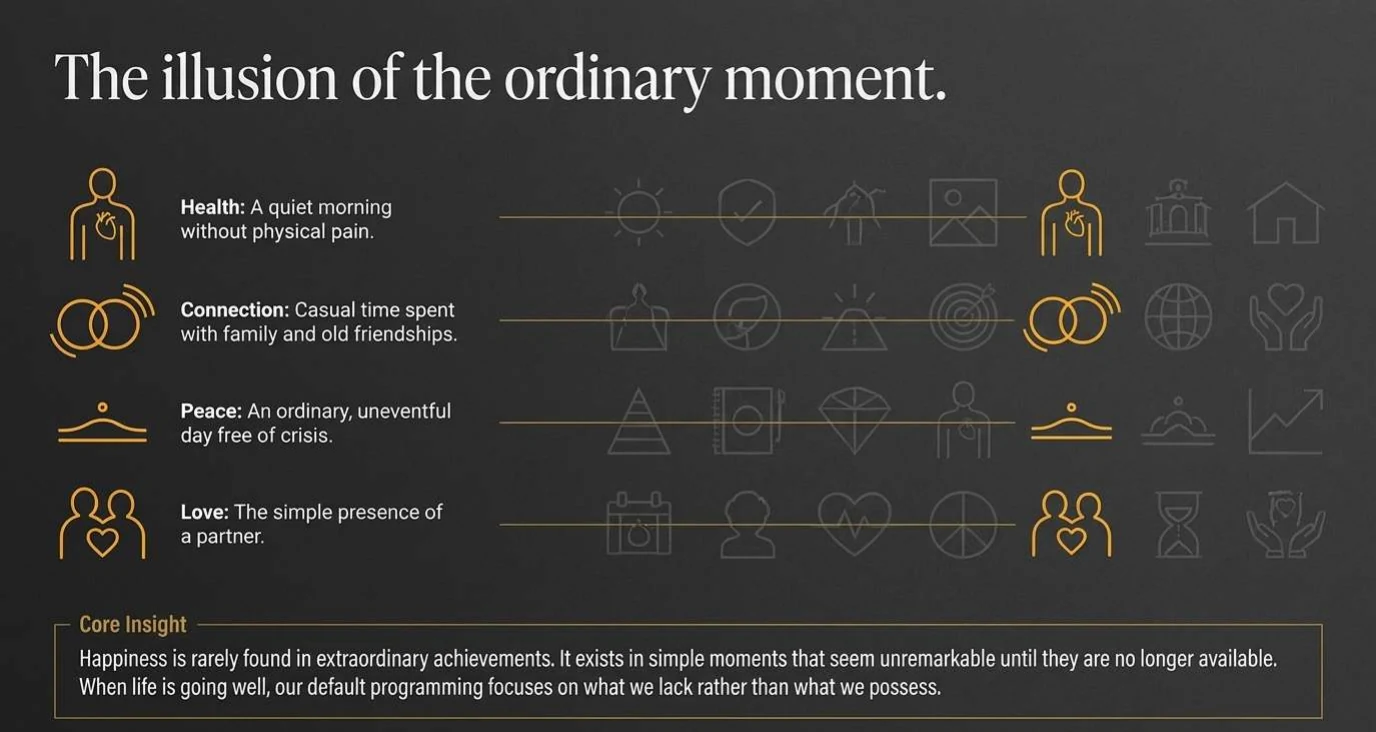 The illusion of the ordinary moment.
Health: A quiet morning
without physical pain.
Connection: Casual time spent
with family and old friendships.
Peace: An ordinary, uneventful
day free of crisis.
Love: The simple presence of
a partner.
Core Insight
Happiness is rarely found in extraordinary achievements. It exists in simple moments that seem unremarkable until they are no longer available.
When life is going well, our default programming focuses on what we lack rather than what we possess.